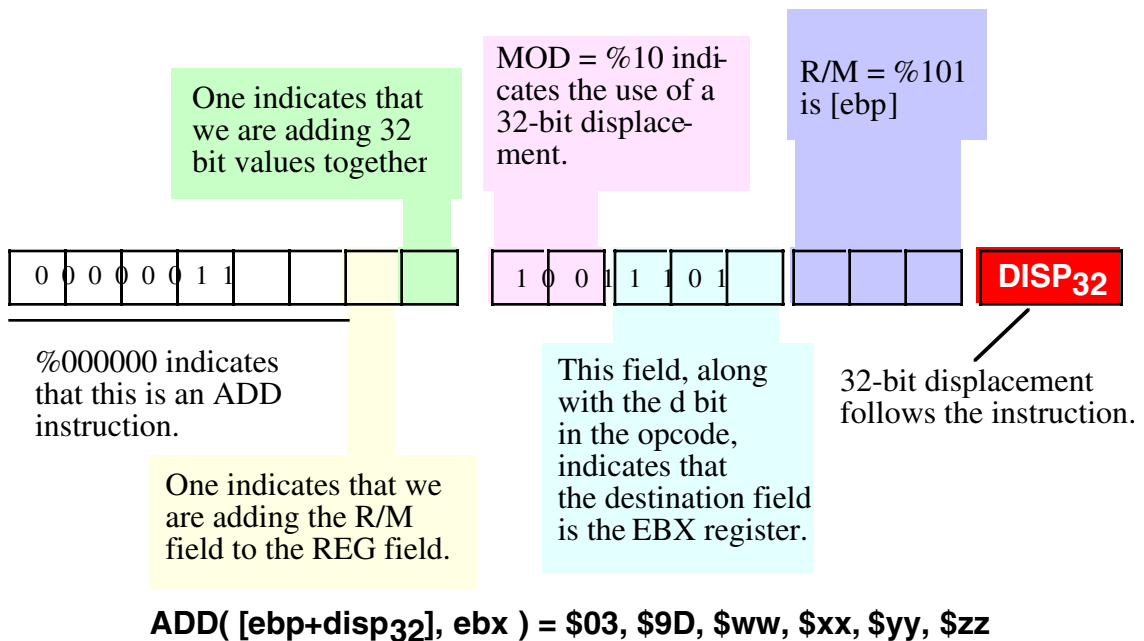 One indicates that
we are adding 32
bit values together
MOD = %10 indi-
cates the use of a
32-bit displace-
ment.
R/M = %101
is [ebp]
0 0 0 0 0 0 1 1
1 0 0 1 1 1 0 1
DISP32
%000000 indicates
that this is an ADD
instruction.
One indicates that we
are adding the R/M
field to the REG field.
This field, along
with the d bit
in the opcode,
indicates that
the destination field
is the EBX register.
32-bit displacement
follows the instruction.
ADD( [ebp+disp32], ebx ) = $03, $9D, $ww, $xx, $yy, $zz